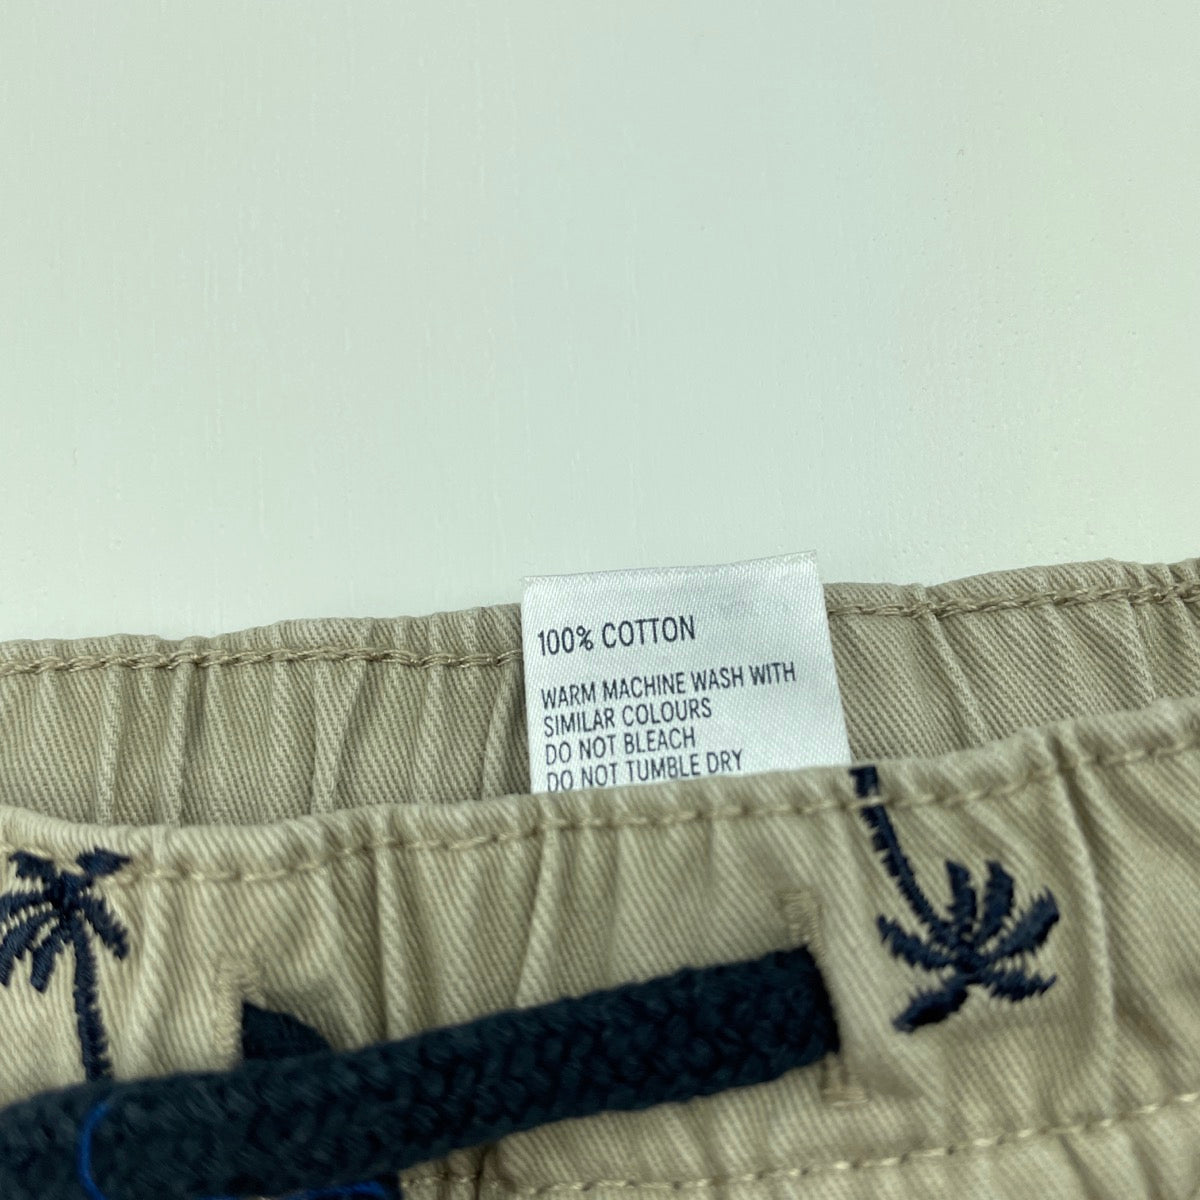 100% COTTON
WARM MACHINE WASH WITH
SIMILAR COLOURS
DO NOT BLEACH
DO NOT TUMBLE DRY